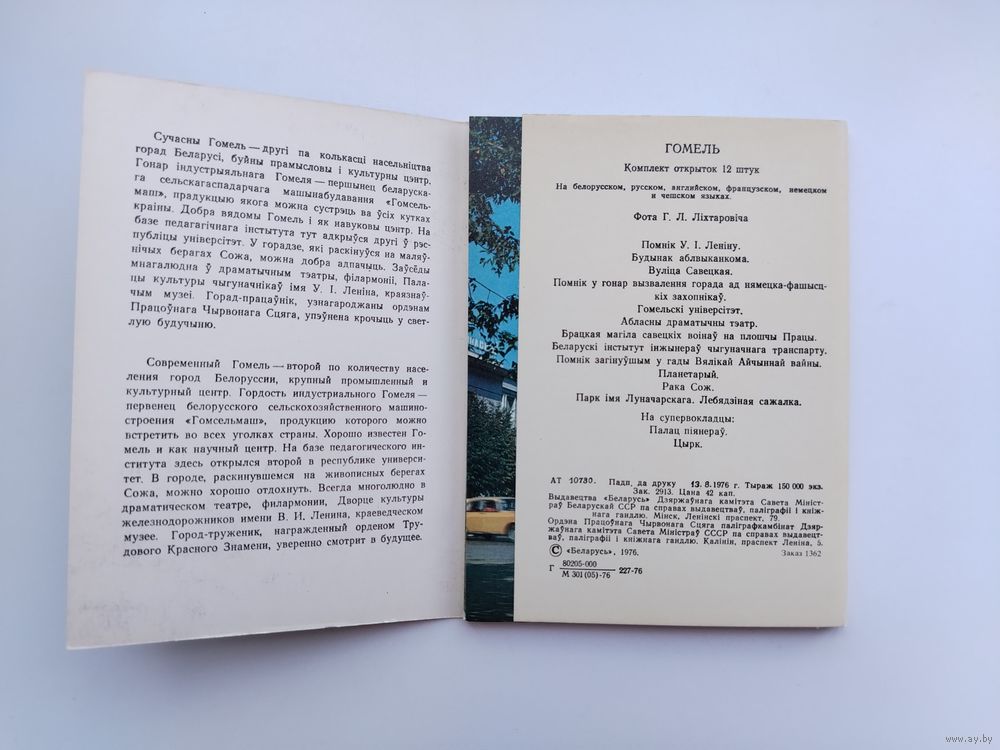 Сучасны Гомель — другі па колькасці насельніцтва
горад Беларусі, буйны прамысловы і культурны цэнтр.
Гонар індустрыяльнага Гомеля — першынец беларуска-
га сельскагаспадарчага машынабудавання «Гомсель-
маш», прадукцыю якога можна сустрэць ва ўсіх кутках
краіны. Добра вядомы Гомель і як навуковы цэнтр. На
базе педагагічнага інстытута тут адкрыўся другі ў рэс-
публіцы універсітэт. У горадзе, які раскінуўся на маляў-
нічых берагах Сожа, можна добра адпачыць. Заўсёды
мнагалюдна ў драматычным тэатры, філармоніі, Пала-
цы культуры чыгуначнікаў імя У. І. Леніна, краязнаў-
чым музеі. Горад-працаўнік, узнагароджаны ордэнам
Працоўнага Чырвонага Сцяга, упэўнена крочыць у свет-
лую будучыню.
Современный Гомель — второй по количеству насе-
ления город Белоруссии, крупный промышленный и
культурный центр. Гордость индустриального Гомеля —
первенец белорусского сельскохозяйственного машино-
строения «Гомсельмаш», продукцию которого можно
встретить во всех уголках страны. Хорошо известен Го-
мель и как научный центр. На базе педагогического ин-
ститута здесь открылся второй в республике универси-
тет. В городе, раскинувшемся на живописных берегах
Сожа, можно хорошо отдохнуть. Всегда многолюдно в
драматическом театре, филармонии, Дворце культуры
железнодорожников имени В. И. Ленина, краеведческом
музее. Город-труженик, награжденный орденом Тру-
дового Красного Знамени, уверенно смотрит в будущее.
ГОМЕЛЬ
Комплект открыток 12 штук
На белорусском, русском, английском, французском, немецком
и чешском языках.
Фота Г. Л. Ліхтаровіча
Помнік У. І. Леніну.
Будынак аблвыканкома.
Вуліца Савецкая.
Помнік у гонар вызвалення горада ад нямецка-фашысц-
кіх захопнікаў.
Гомельскі універсітэт.
Абласны драматычны тэатр.
Брацкая магіла савецкіх воінаў на плошчы Працы.
Беларускі інстытут інжынераў чыгуначнага транспарту.
Помнік загінуўшым у гады Вялікай Айчыннай вайны.
Планетарый.
Рака Сож.
Парк імя Луначарскага. Лебядзіная сажалка.
На супервокладцы:
Палац піянераў.
Цырк.
АТ 10730. Падп. да друку 13.8.1976 г. Тыраж 150 000 экз.
Зак. 2913. Цана 42 кап.
Выдавецтва «Беларусь» Дзяржаўнага камітэта Савета Міністр-
раў Беларускай ССР па справах выдавецтваў, паліграфіі і кніж-
нага гандлю. Мінск, Ленінскі праспект, 79.
Ордэна Працоўнага Чырвонага Сцяга паліграфкамбінат Дзяр-
жаўнага камітэта Савета Міністраў СССР па справах выдавецт-
ваў, паліграфіі і кніжнага гандлю. Калінін, праспект Леніна, 5.
© «Беларусь», 1976. Заказ 1362
Г 80205-000 227-76
М 301 (05)-76
www.ay.by